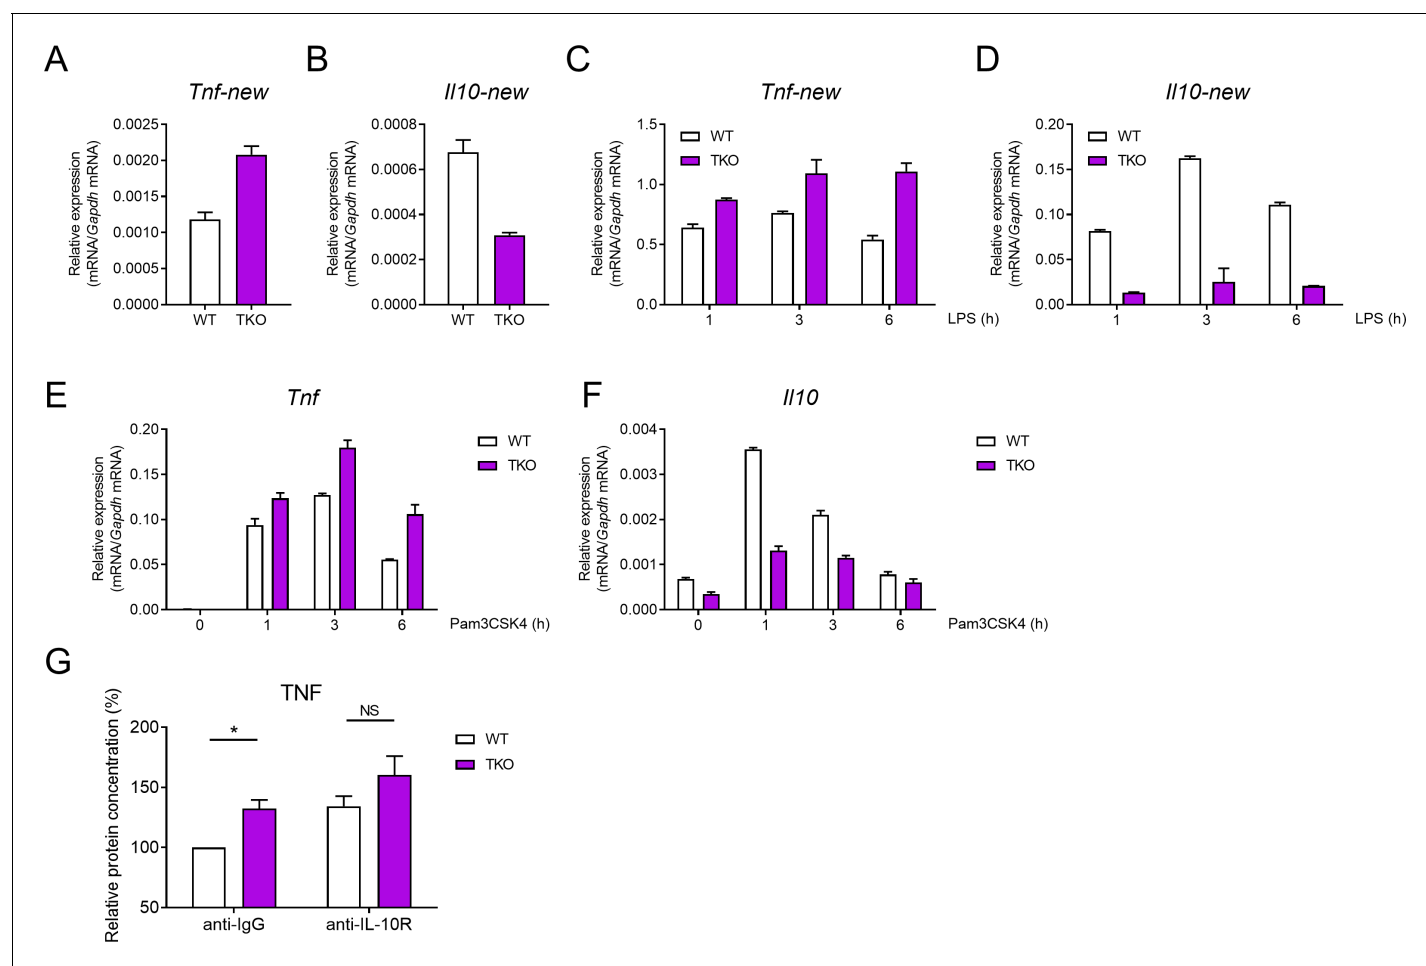 A
B
C
D
Tnf-new
Il10-new
Tnf-new
Il10-new
Relative expression
(mRNA/Gapdh mRNA)
0.0025
0.0020
0.0015
0.0010
0.0005
0.0000
WT TKO
Relative expression
(mRNA/Gapdh mRNA)
0.0008
0.0006
0.0004
0.0002
0.0000
WT TKO
Relative expression
(mRNA/Gapdh mRNA)
1.5
1.0
0.5
0.0
WT
TKO
1 3 6 LPS (h)
Relative expression
(mRNA/Gapdh mRNA)
0.20
0.15
0.10
0.05
0.00
WT
TKO
1 3 6 LPS (h)
E
F
Tnf
Il10
Relative expression
(mRNA/Gapdh mRNA)
0.20
0.15
0.10
0.05
0.00
WT
TKO
0 1 3 6 Pam3CSK4 (h)
Relative expression
(mRNA/Gapdh mRNA)
0.004
0.003
0.002
0.001
0.000
WT
TKO
0 1 3 6 Pam3CSK4 (h)
G
TNF
Relative protein concentration (%)
200
150
100
50
*
NS
WT
TKO
anti-IgG anti-IL-10R